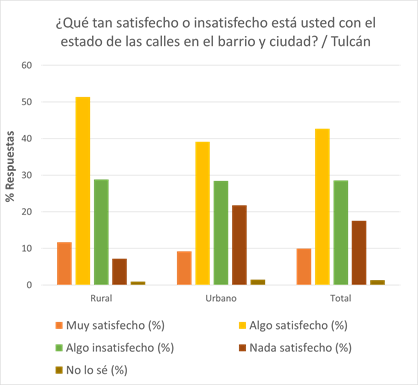 ¿Qué tan satisfecho o insatisfecho está usted con el
estado de las calles en el barrio y ciudad? / Tulcán
% Respuestas
60
50
40
30
20
10
0
Rural
Urbano
Total
Muy satisfecho (%)
Algo satisfecho (%)
Algo insatisfecho (%)
Nada satisfecho (%)
No lo sé (%)